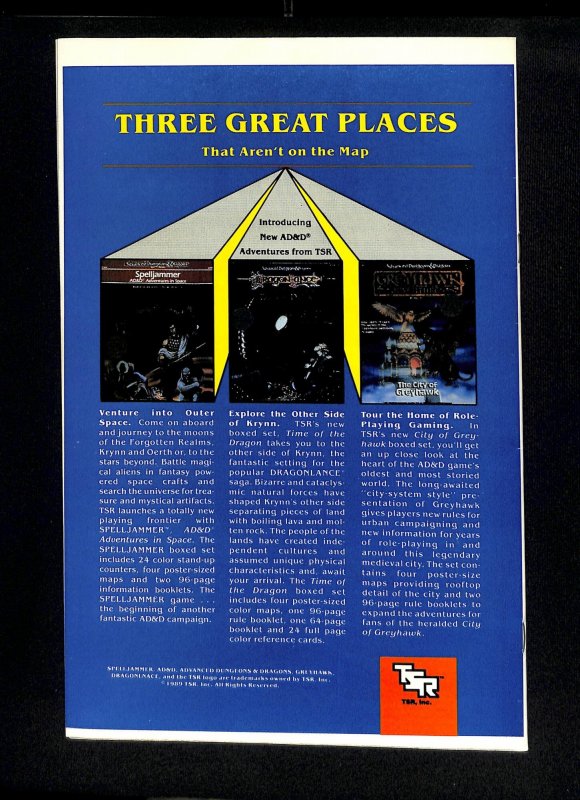 THREE GREAT PLACES
That Aren't on the Map
Introducing
New AD&D®
Adventures from TSR
Advanced Dungeons & Dragons
Spelljammer
AD&D Adventures in Space
Advanced Dungeons & Dragons
Advanced Dungeons & Dragons
GREYHAWK
The City of
Greyhawk
Venture into Outer
Space. Come on aboard
and journey to the moons
of the Forgotten Realms,
Krynn and Oerth or, to the
stars beyond. Battle magi-
cal aliens in fantasy pow-
ered space crafts and
search the universe for trea-
sure and mystical artifacts.
TSR launches a totally new
playing frontier with
SPELLJAMMER™, AD&D®
Adventures in Space. The
SPELLJAMMER boxed set
includes 24 color stand-up
counters, four poster-sized
maps and two 96-page
information booklets. The
SPELLJAMMER game . . .
the beginning of another
fantastic AD&D campaign.
Explore the Other Side
of Krynn. TSR's new
boxed set, Time of the
Dragon takes you to the
other side of Krynn, the
fantastic setting for the
popular DRAGONLANCE®
saga. Bizarre and cataclys-
mic natural forces have
shaped Krynn's other side
separating pieces of land
with boiling lava and mol-
ten rock. The people of the
lands have created inde-
pendent cultures and
assumed unique physical
characteristics and, await
your arrival. The Time of
the Dragon boxed set
includes four poster-sized
color maps, one 96-page
rule booklet, one 64-page
booklet and 24 full page
color reference cards.
Tour the Home of Role-
Playing Gaming. In
TSR's new City of Grey-
hawk boxed set, you'll get
an up close look at the
heart of the AD&D game's
oldest and most storied
world. The long-awaited
"city-system style" pre-
sentation of Greyhawk
gives players new rules for
urban campaigning and
new information for years
of role-playing in and
around this legendary
medieval city. The set con-
tains four poster-size
maps providing rooftop
detail of the city and two
96-page rule booklets to
expand the adventures for
fans of the heralded City
of Greyhawk.
SPELLJAMMER, AD&D, ADVANCED DUNGEONS & DRAGONS, GREYHAWK,
DRAGONLNACE, and the TSR logo are trademarks owned by TSR, Inc.
©1989 TSR, Inc. All Rights Reserved.
TSR™
TSR, Inc.